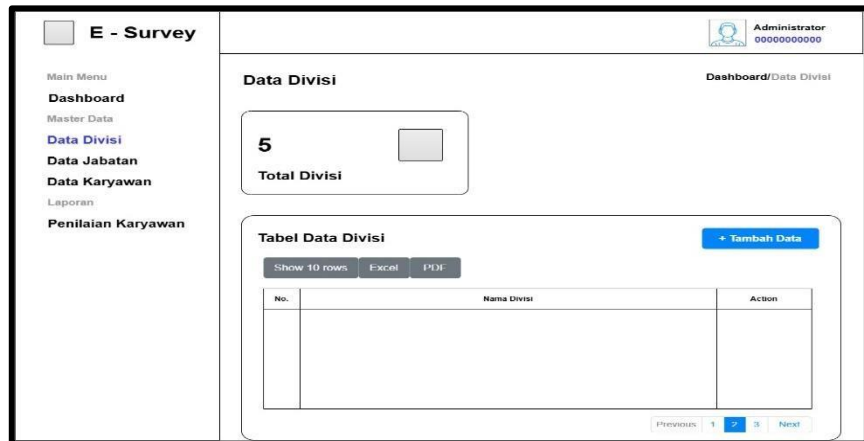 E - Survey
Administrator
00000000000
Main Menu
Dashboard
Master Data
Data Divisi
Data Jabatan
Data Karyawan
Laporan
Penilaian Karyawan
Data Divisi
Dashboard/Data Divisi
5
Total Divisi
Tabel Data Divisi
+ Tambah Data
Show 10 rows Excel PDF
No. Nama Divisi Action
Previous 1 2 3 Next